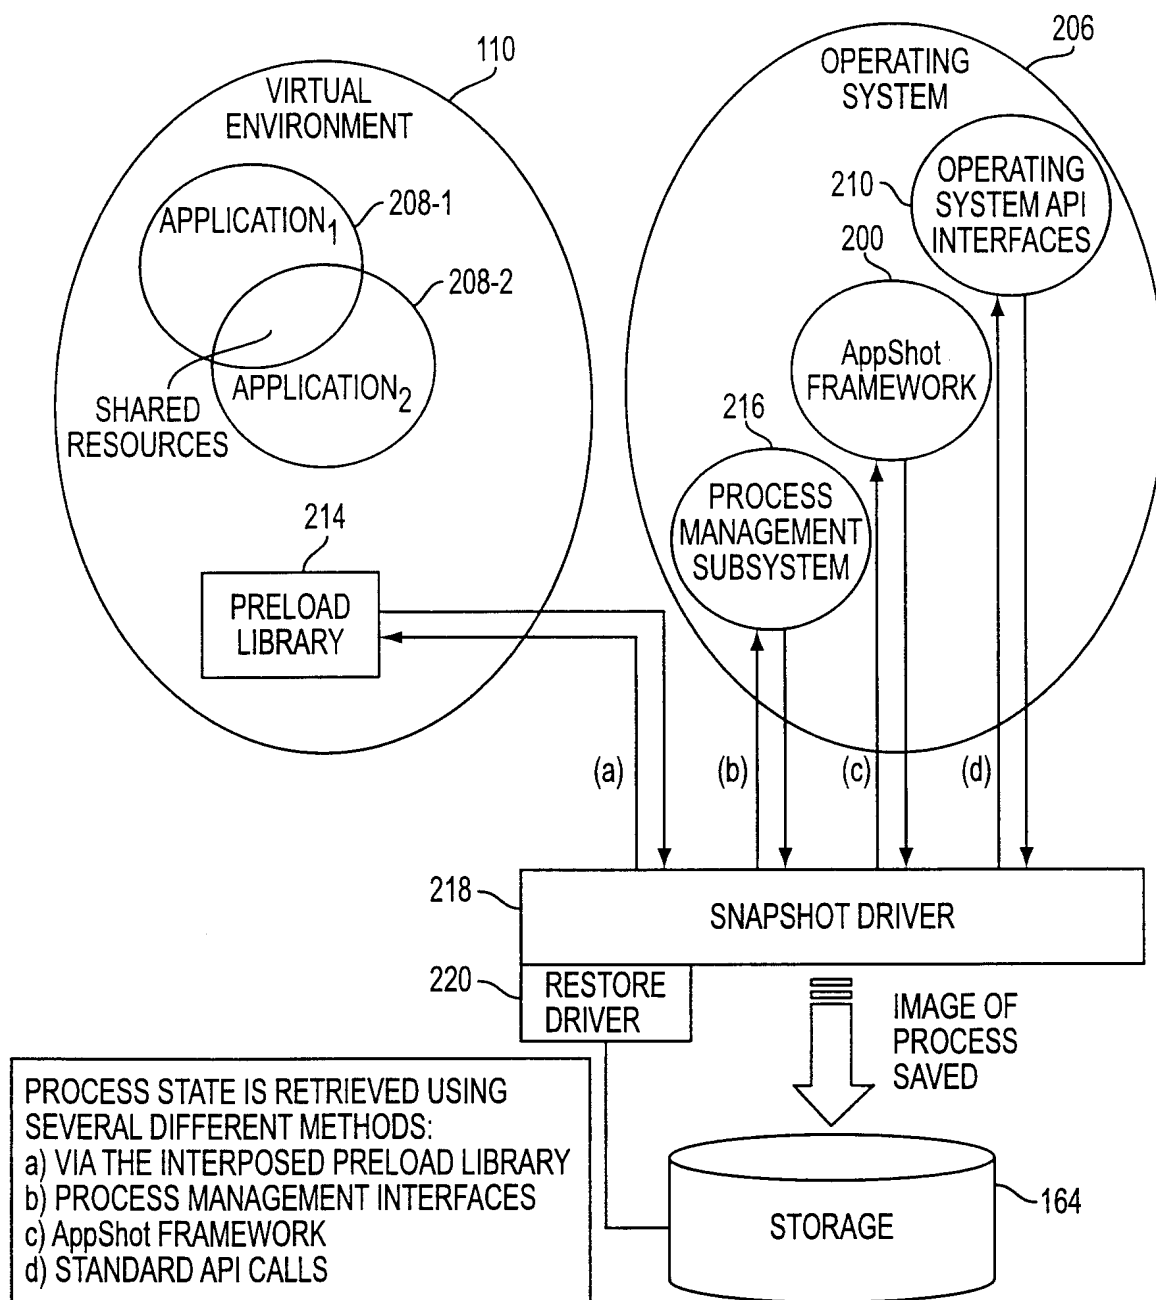 110
VIRTUAL
ENVIRONMENT
APPLICATION1
208-1
208-2
APPLICATION2
SHARED
RESOURCES
214
PRELOAD
LIBRARY
206
OPERATING
SYSTEM
210
OPERATING
SYSTEM API
INTERFACES
200
AppShot
FRAMEWORK
216
PROCESS
MANAGEMENT
SUBSYSTEM
(a)
(b)
(c)
(d)
218
SNAPSHOT DRIVER
220
RESTORE
DRIVER
IMAGE OF
PROCESS
SAVED
PROCESS STATE IS RETRIEVED USING
SEVERAL DIFFERENT METHODS:
a) VIA THE INTERPOSED PRELOAD LIBRARY
b) PROCESS MANAGEMENT INTERFACES
c) AppShot FRAMEWORK
d) STANDARD API CALLS
STORAGE
164